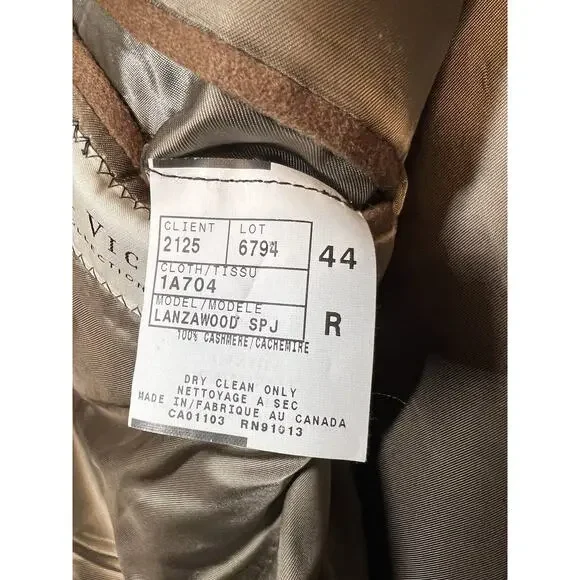 CLIENT LOT
2125 6794
44
CLOTH/TISSU
1A704
MODEL/MODÈLE
LANZAWOOD SPJ
R
100% CASHMERE/CACHEMIRE
DRY CLEAN ONLY
NETTOYAGE A SEC
MADE IN/FABRIQUE AU CANADA
CA01103 RN91013